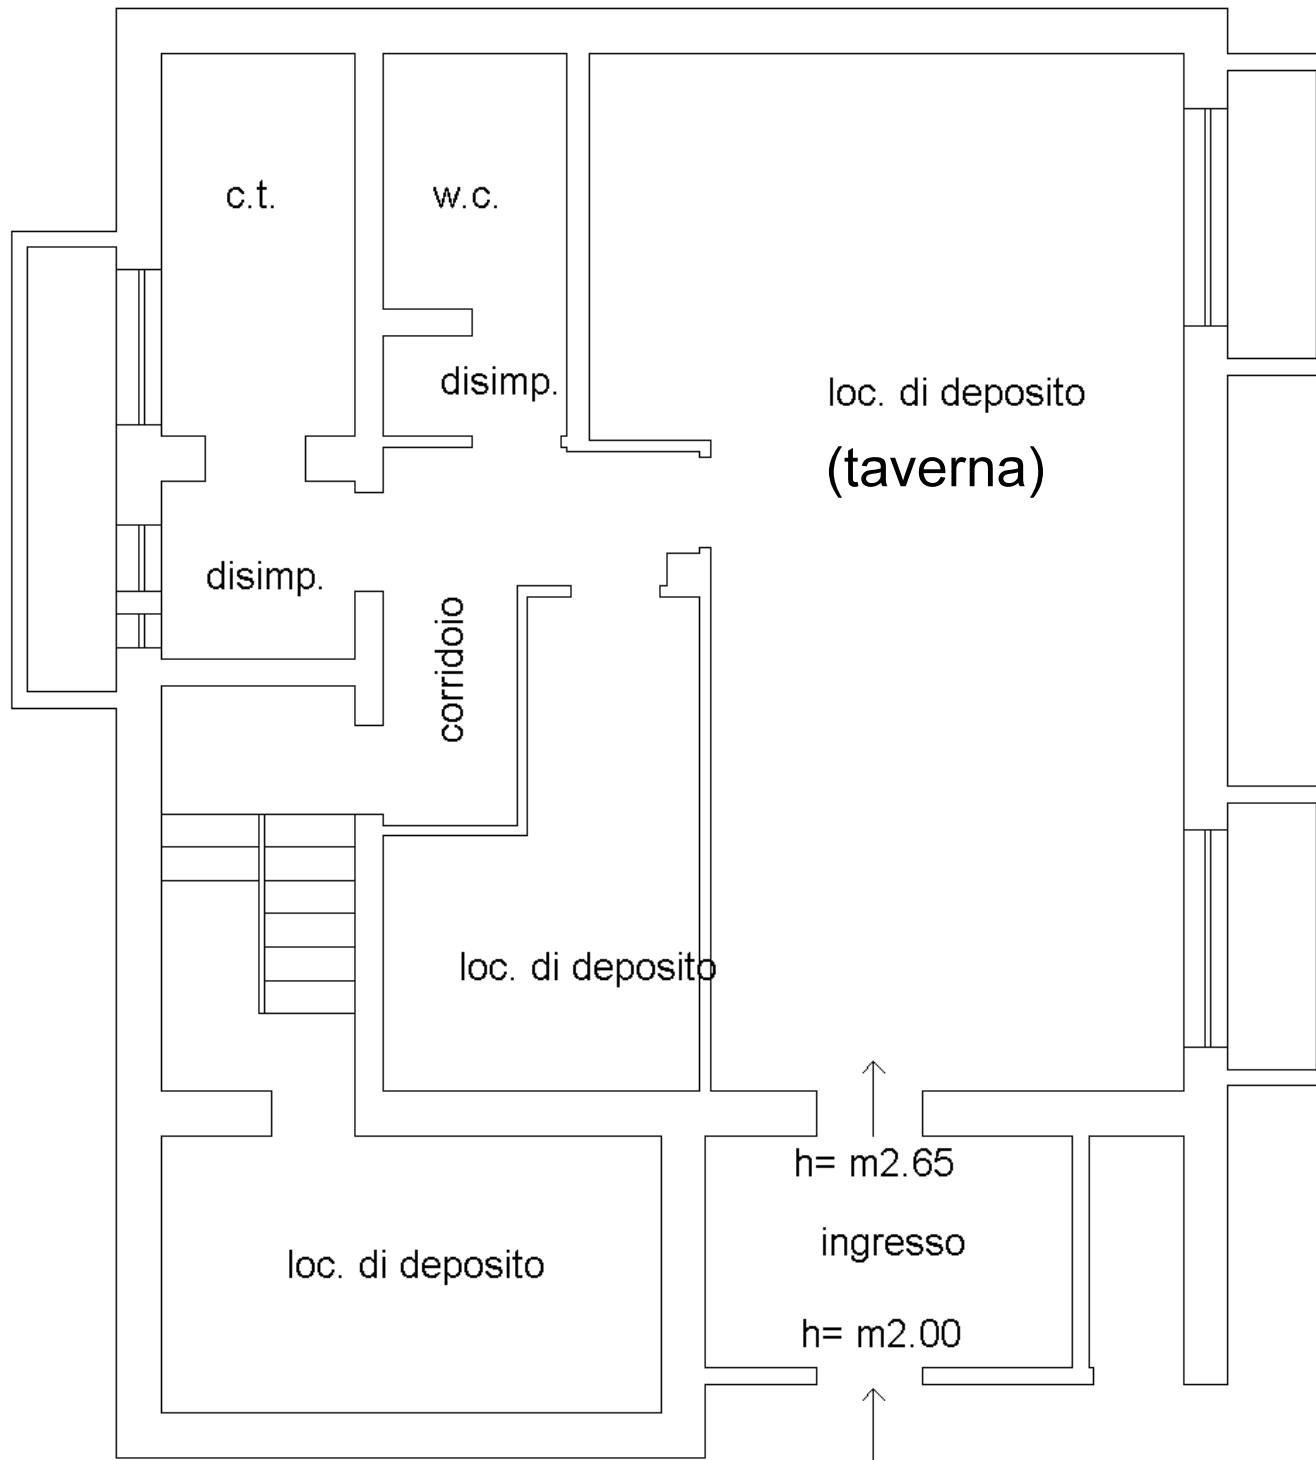 c.t.
w.c.
disimp.
loc. di deposito
(taverna)
disimp.
corridoio
loc. di deposito
h= m2.65
ingresso
loc. di deposito
h= m2.00